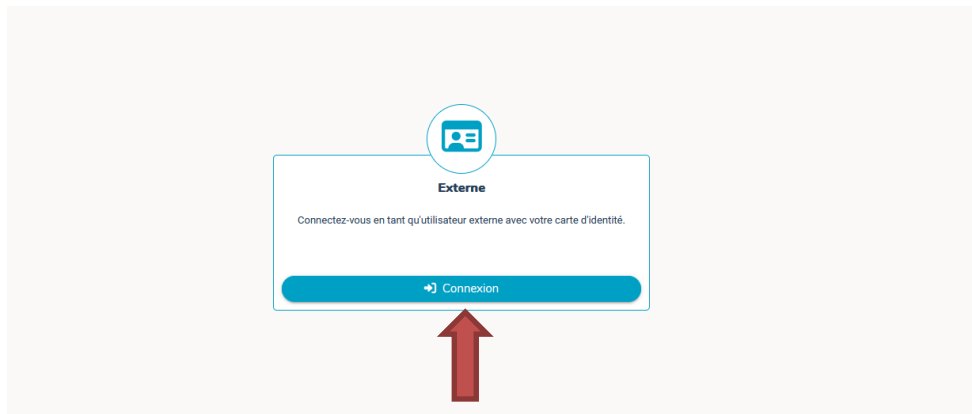 Externe
Connectez-vous en tant qu'utilisateur externe avec votre carte d'identité.
Connexion